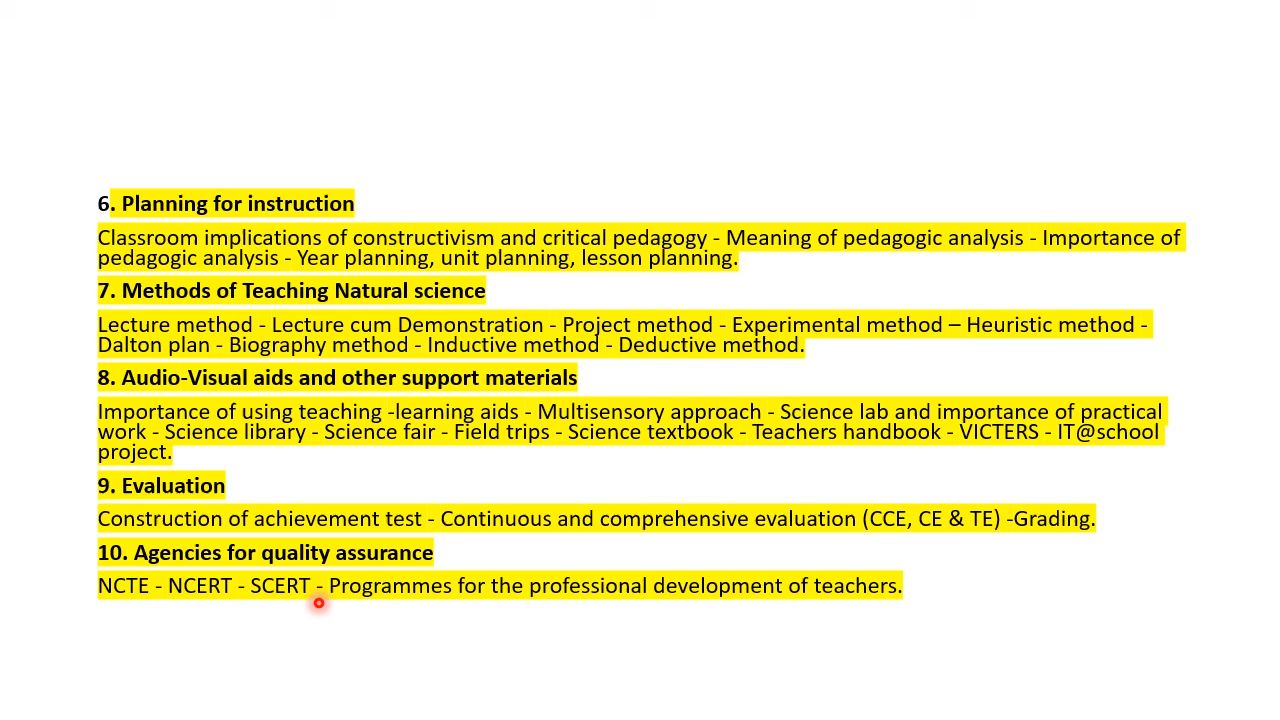 6. Planning for instruction
Classroom implications of constructivism and critical pedagogy - Meaning of pedagogic analysis - Importance of
pedagogic analysis - Year planning, unit planning, lesson planning.
7. Methods of Teaching Natural science
Lecture method - Lecture cum Demonstration - Project method - Experimental method – Heuristic method -
Dalton plan - Biography method - Inductive method - Deductive method.
8. Audio-Visual aids and other support materials
Importance of using teaching -learning aids - Multisensory approach - Science lab and importance of practical
work - Science library - Science fair - Field trips - Science textbook - Teachers handbook - VICTERS - IT@school
project.
9. Evaluation
Construction of achievement test - Continuous and comprehensive evaluation (CCE, CE & TE) -Grading.
10. Agencies for quality assurance
NCTE - NCERT - SCERT - Programmes for the professional development of teachers.